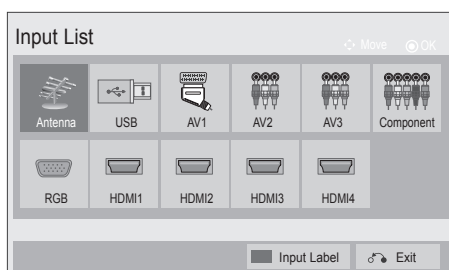 Input List
Move OK
Antenna USB AV1 AV2 AV3 Component
RGB HDMI1 HDMI2 HDMI3 HDMI4
Input Label Exit